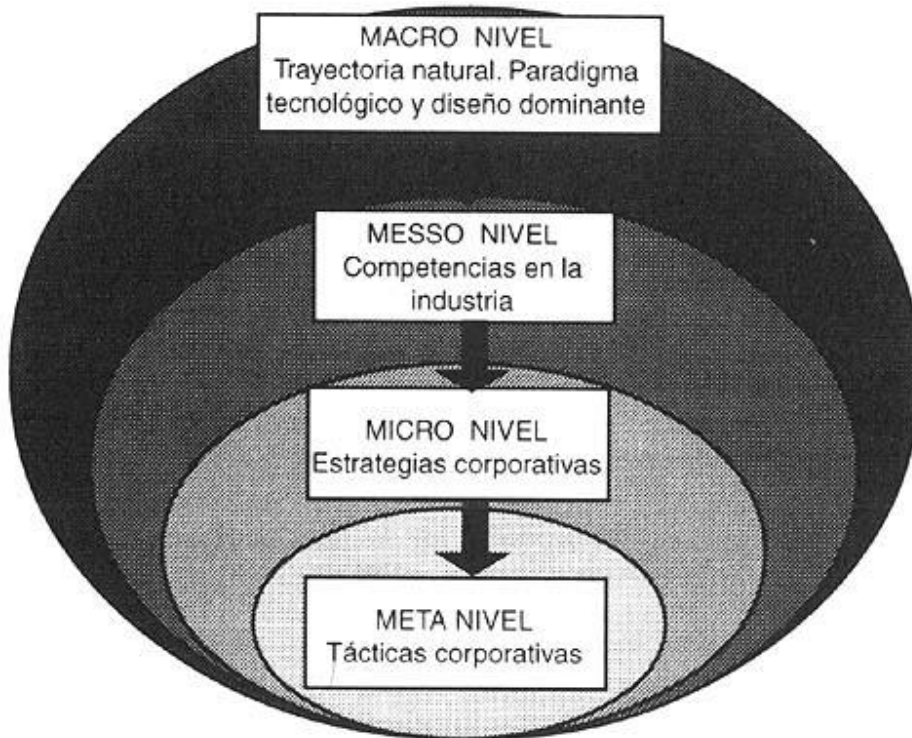 MACRO NIVEL
Trayectoria natural. Paradigma
tecnológico y diseño dominante
MESSO NIVEL
Competencias en la
industria
MICRO NIVEL
Estrategias corporativas
META NIVEL
Tácticas corporativas